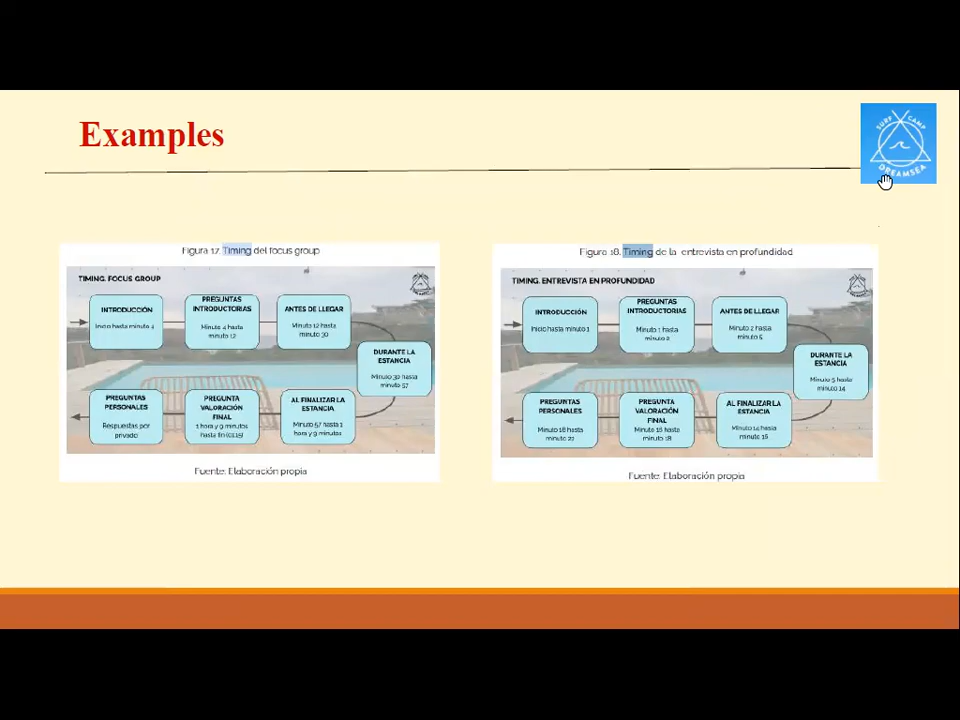 Examples
SURF CAMP
DREAMSEA
Figura 17. Timing del focus group
TIMING. FOCUS GROUP
INTRODUCCIÓN
Inicio hasta minuto 4
PREGUNTAS
INTRODUCTORIAS
Minuto 4 hasta
minuto 12
ANTES DE LLEGAR
Minuto 12 hasta
minuto 30
DURANTE LA
ESTANCIA
Minuto 30 hasta
minuto 57
AL FINALIZAR LA
ESTANCIA
Minuto 57 hasta 1
hora y 9 minutos
PREGUNTA
VALORACIÓN
FINAL
1 hora y 9 minutos
hasta fin (1:15)
PREGUNTAS
PERSONALES
Respuestas por
privado
Fuente. Elaboración propia
Figura 18. Timing de la entrevista en profundidad
TIMING. ENTREVISTA EN PROFUNDIDAD
INTRODUCCIÓN
Inicio hasta minuto 1
PREGUNTAS
INTRODUCTORIAS
Minuto 1 hasta
minuto 2
ANTES DE LLEGAR
Minuto 2 hasta
minuto 5
DURANTE LA
ESTANCIA
Minuto 5 hasta
minuto 14
AL FINALIZAR LA
ESTANCIA
Minuto 14 hasta
minuto 16
PREGUNTA
VALORACIÓN
FINAL
Minuto 16 hasta
minuto 18
PREGUNTAS
PERSONALES
Minuto 18 hasta
minuto 22
Fuente. Elaboración propia